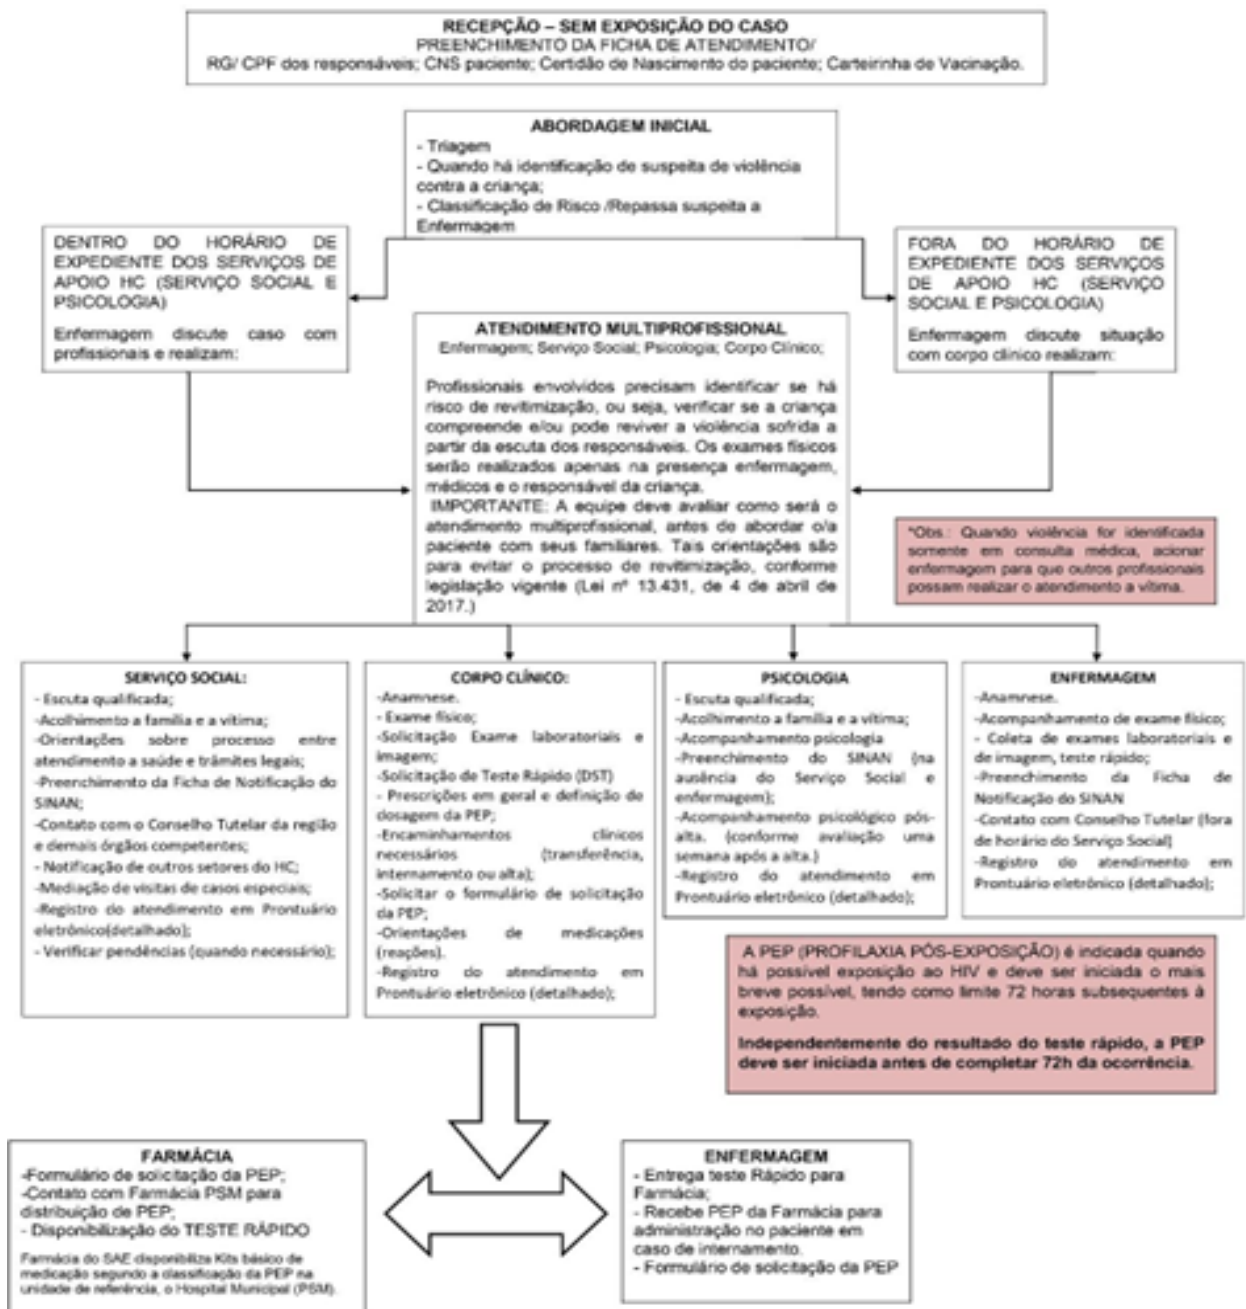 RECEPÇÃO – SEM EXPOSIÇÃO DO CASO
PREENCHIMENTO DA FICHA DE ATENDIMENTO/
RG/ CPF dos responsáveis; CNS paciente; Certidão de Nascimento do paciente; Carteirinha de Vacinação.
ABORDAGEM INICIAL
- Triagem
- Quando há identificação de suspeita de violência
contra a criança;
- Classificação de Risco /Repassa suspeita a
Enfermagem
DENTRO DO HORÁRIO DE
EXPEDIENTE DOS SERVIÇOS DE
APOIO HC (SERVIÇO SOCIAL E
PSICOLOGIA)
Enfermagem discute caso com
profissionais e realizam:
FORA DO HORÁRIO DE
EXPEDIENTE DOS SERVIÇOS
DE APOIO HC (SERVIÇO
SOCIAL E PSICOLOGIA)
Enfermagem discute situação
com corpo clínico realizam:
ATENDIMENTO MULTIPROFISSIONAL
Enfermagem; Serviço Social; Psicologia; Corpo Clínico;
Profissionais envolvidos precisam identificar se há
risco de revitimização, ou seja, verificar se a criança
compreende e/ou pode reviver a violência sofrida a
partir da escuta dos responsáveis. Os exames físicos
serão realizados apenas na presença enfermagem,
médicos e o responsável da criança.
IMPORTANTE: A equipe deve avaliar como será o
atendimento multiprofissional, antes de abordar o/a
paciente com seus familiares. Tais orientações são
para evitar o processo de revitimização, conforme
legislação vigente (Lei nº 13.431, de 4 de abril de
2017.)
*Obs.: Quando violência for identificada
somente em consulta médica, acionar
enfermagem para que outros profissionais
possam realizar o atendimento a vítima.
SERVIÇO SOCIAL:
- Escuta qualificada;
-Acolhimento a família e a vítima;
-Orientações sobre processo entre
atendimento a saúde e trâmites legais;
-Preenchimento da Ficha de Notificação do
SINAN;
-Contato com o Conselho Tutelar da região
e demais órgãos competentes;
- Notificação de outros setores do HC;
-Mediação de visitas de casos especiais;
-Registro do atendimento em Prontuário
eletrônico(detalhado);
- Verificar pendências (quando necessário);
CORPO CLÍNICO:
-Anamnese.
- Exame físico;
-Solicitação Exame laboratoriais e
imagem;
-Solicitação de Teste Rápido (DST)
- Prescrições em geral e definição de
dosagem da PEP;
-Encaminhamentos clínicos
necessários (transferência,
internamento ou alta);
-Solicitar o formulário de solicitação
da PEP;
-Orientações de medicações
(reações).
-Registro do atendimento em
Prontuário eletrônico (detalhado);
PSICOLOGIA
- Escuta qualificada;
-Acolhimento a família e a vítima;
-Acompanhamento psicologia
-Preenchimento do SINAN (na
ausência do Serviço Social e
enfermagem);
-Acompanhamento psicológico pós-
alta. (conforme avaliação uma
semana após a alta.)
-Registro do atendimento em
Prontuário eletrônico (detalhado);
ENFERMAGEM
-Anamnese.
-Acompanhamento de exame físico;
- Coleta de exames laboratoriais e
de imagem, teste rápido;
-Preenchimento da Ficha de
Notificação do SINAN
-Contato com Conselho Tutelar (fora
de horário do Serviço Social)
-Registro do atendimento em
Prontuário eletrônico (detalhado);
A PEP (PROFILAXIA PÓS-EXPOSIÇÃO) é indicada quando
há possível exposição ao HIV e deve ser iniciada o mais
breve possível, tendo como limite 72 horas subsequentes à
exposição.
Independentemente do resultado do teste rápido, a PEP
deve ser iniciada antes de completar 72h da ocorrência.
FARMÁCIA
-Formulário de solicitação da PEP;
-Contato com Farmácia PSM para
distribuição de PEP;
- Disponibilização do TESTE RÁPIDO
Farmácia do SAE disponibiliza Kits básico de
medicação segundo a classificação da PEP na
unidade de referência, o Hospital Municipal (PSM).
ENFERMAGEM
- Entrega teste Rápido para
Farmácia;
- Recebe PEP da Farmácia para
administração no paciente em
caso de internamento.
- Formulário de solicitação da PEP